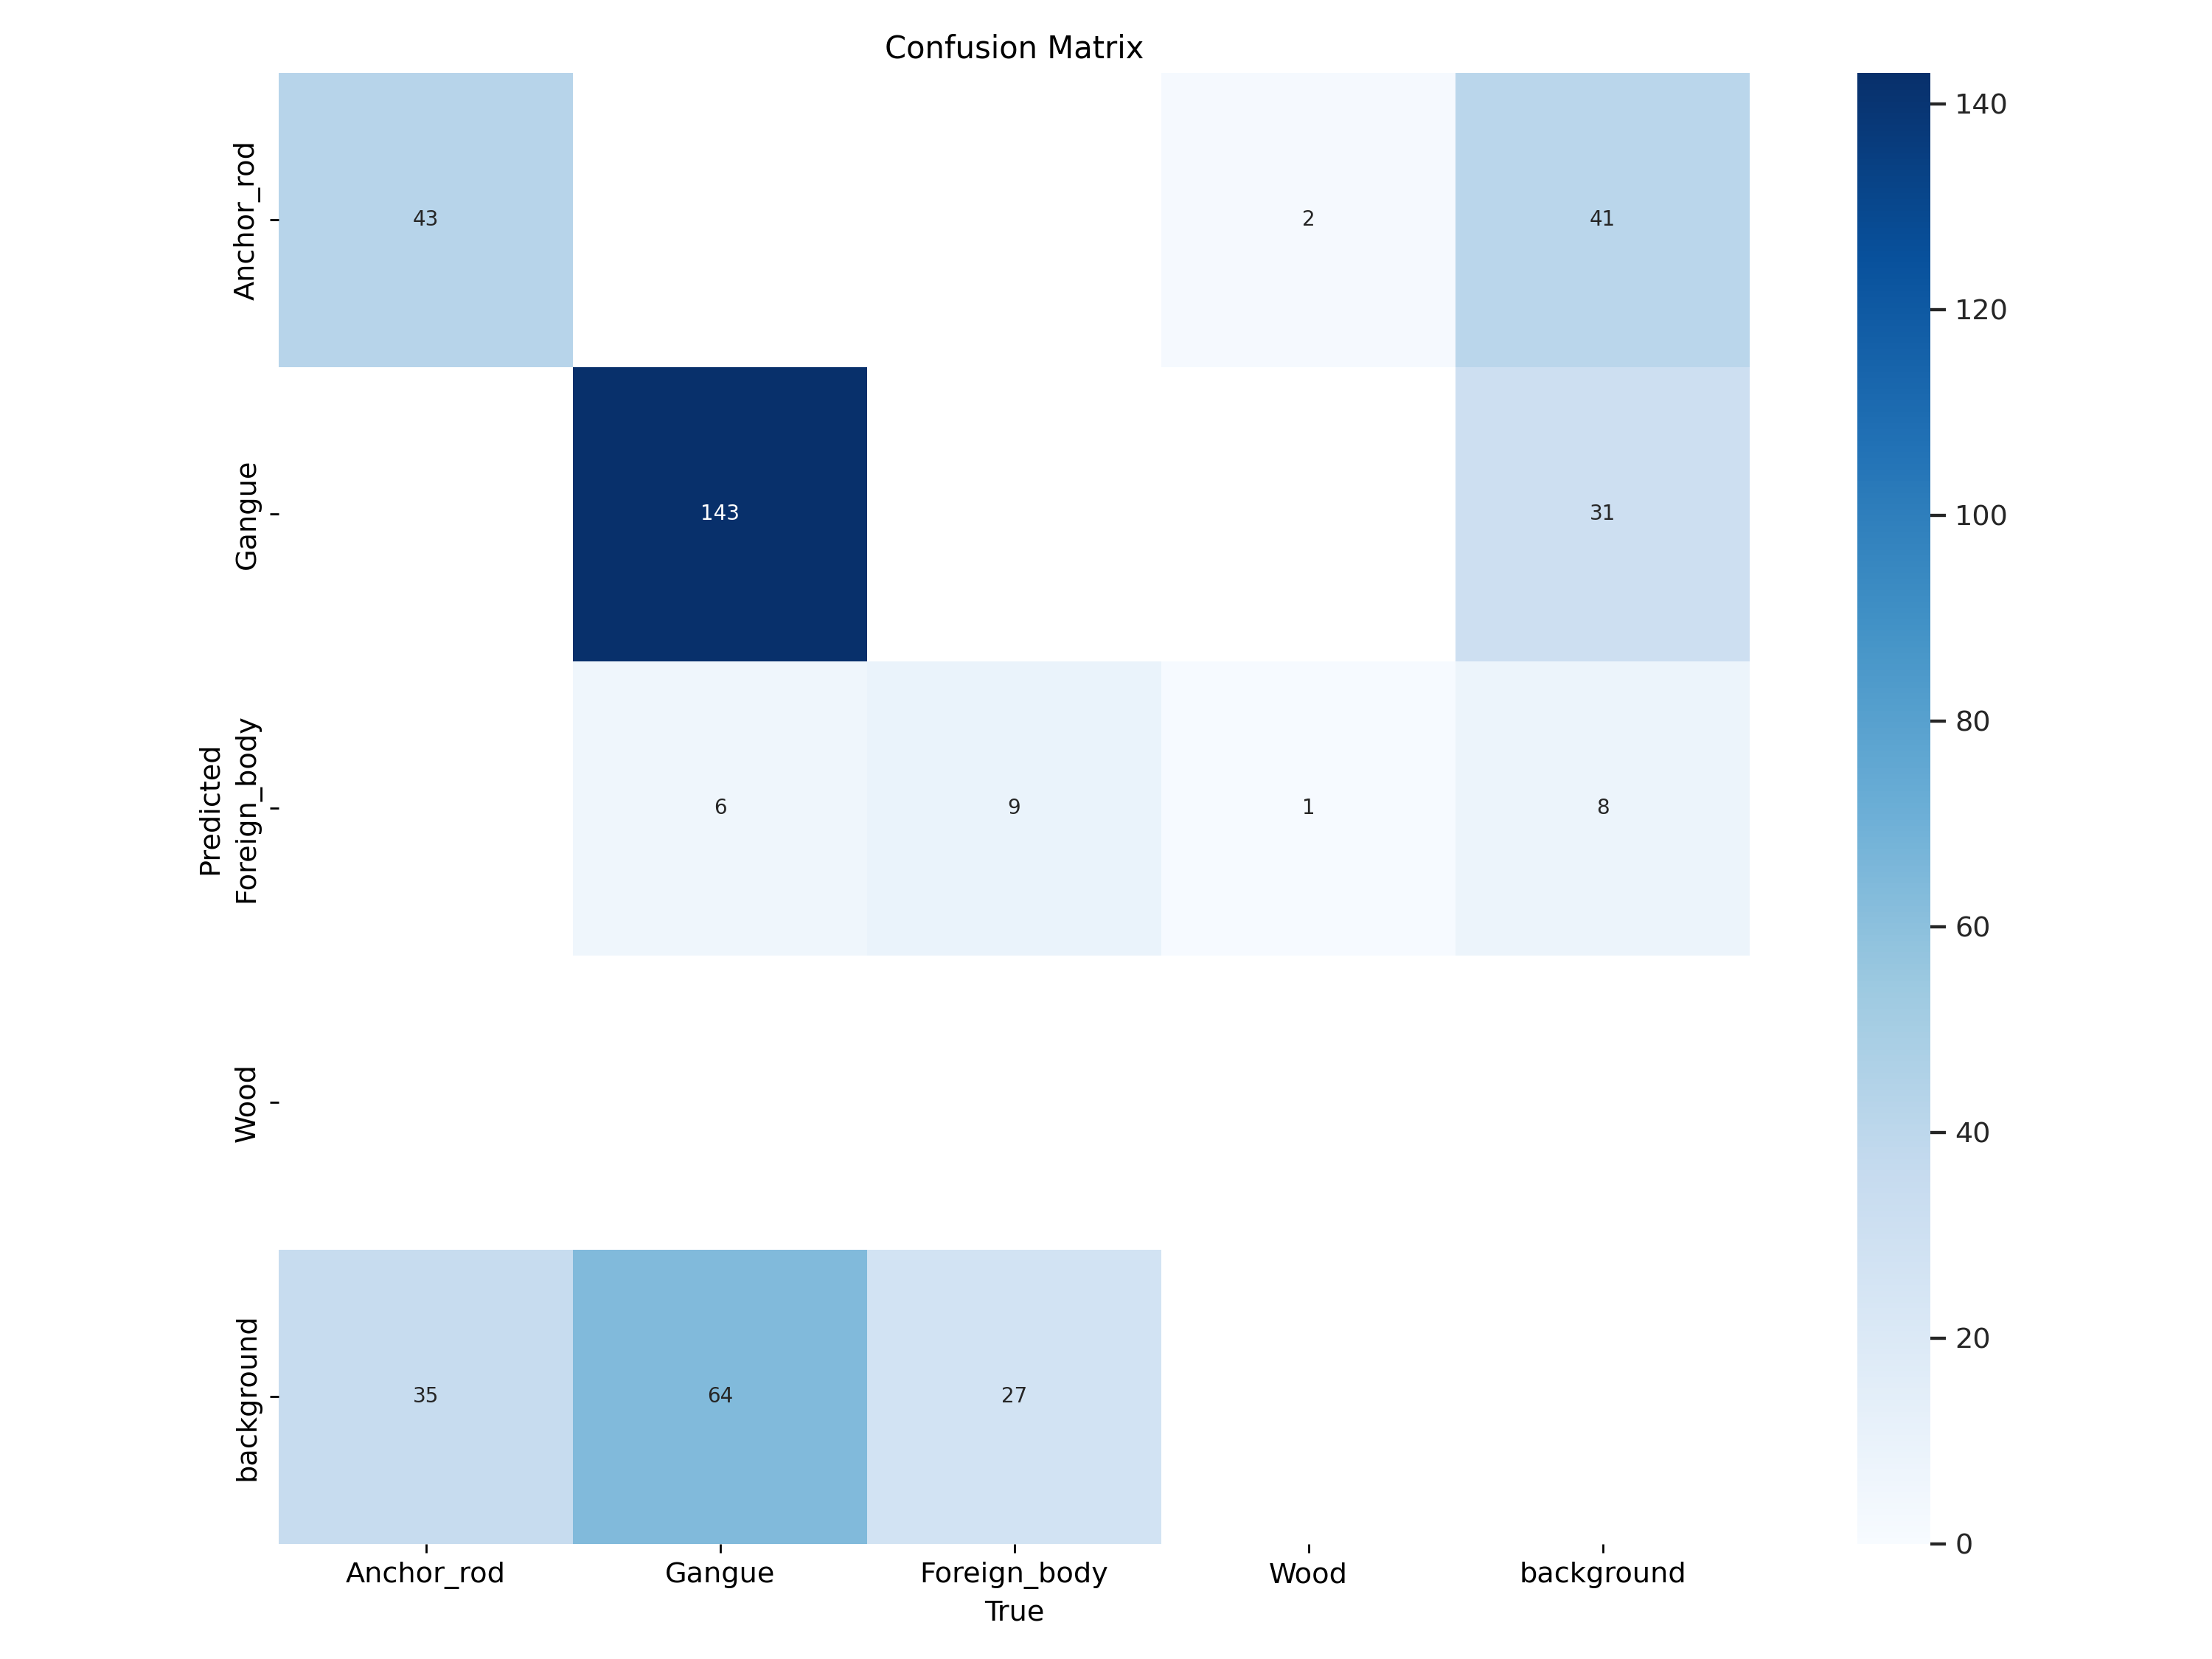 Confusion Matrix
Anchor_rod
43
2
41
140
120
Gangue
143
31
100
Predicted
Foreign_body
6
9
1
8
80
60
Wood
40
background
35
64
27
20
0
Anchor_rod
Gangue
Foreign_body
Wood
background
True